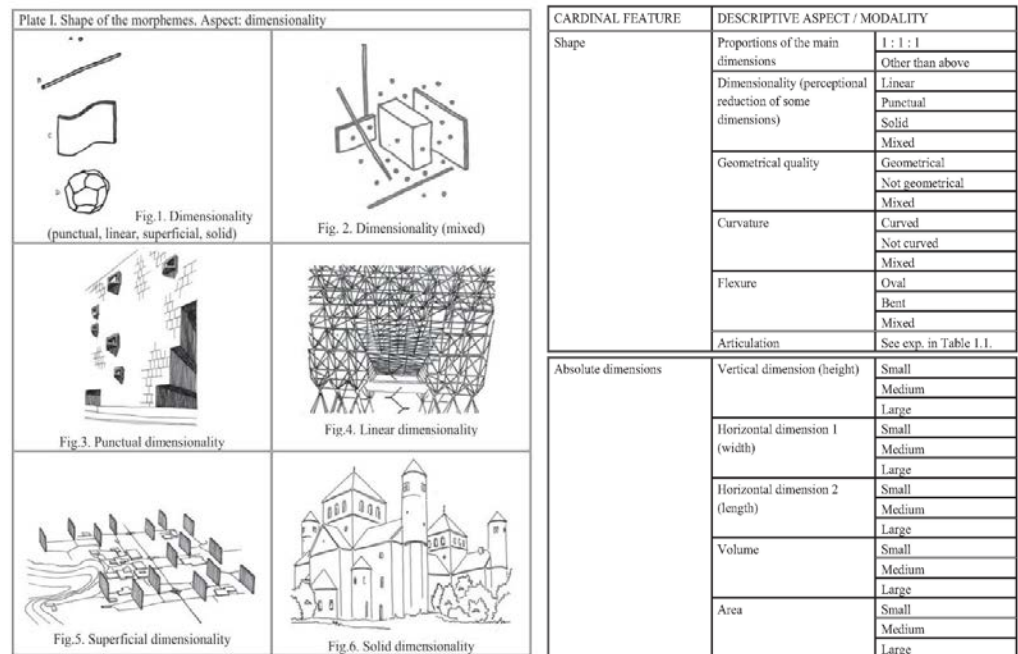 Plate I. Shape of the morphemes. Aspect: dimensionality
A
B
C
D
Fig.1. Dimensionality
(punctual, linear, superficial, solid)
Fig. 2. Dimensionality (mixed)
Fig.3. Punctual dimensionality
Fig.4. Linear dimensionality
Fig.5. Superficial dimensionality
Fig.6. Solid dimensionality
CARDINAL FEATURE
DESCRIPTIVE ASPECT / MODALITY
Shape
Proportions of the main
dimensions)
1 : 1 : 1
Other than above
Dimensionality (perceptional
reduction of some
dimensions)
Linear
Punctual
Solid
Mixed
Geometrical quality
Geometrical
Not geometrical
Mixed
Curvature
Curved
Not curved
Mixed
Flexure
Oval
Bent
Mixed
Articulation
See exp. in Table 1.1.
Absolute dimensions
Vertical dimension (height)
Small
Medium
Large
Horizontal dimension 1
(width)
Small
Medium
Large
Horizontal dimension 2
(length)
Small
Medium
Large
Volume
Small
Medium
Large
Area
Small
Medium
Large